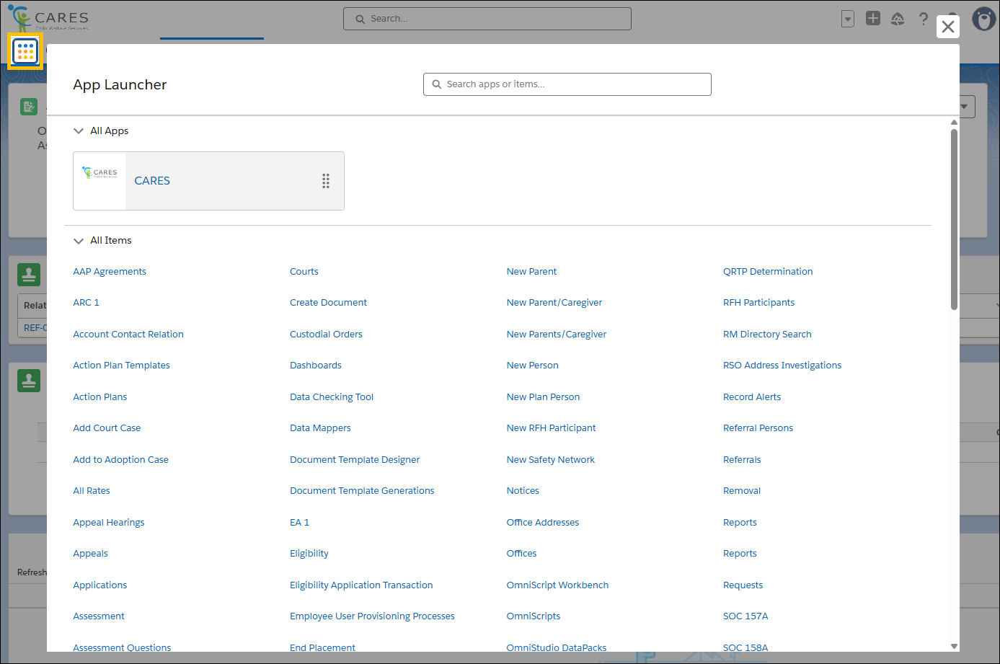 CARES
Child Welfare Services
Search...
App Launcher
Search apps or items...
All Apps
CARES
CARES
All Items
AAP Agreements
Courts
New Parent
QRTP Determination
ARC 1
Create Document
New Parent/Caregiver
RFH Participants
Account Contact Relation
Custodial Orders
New Parents/Caregiver
RM Directory Search
Action Plan Templates
Dashboards
New Person
RSO Address Investigations
Action Plans
Data Checking Tool
New Plan Person
Record Alerts
Add Court Case
Data Mappers
New RFH Participant
Referral Persons
Add to Adoption Case
Document Template Designer
New Safety Network
Referrals
All Rates
Document Template Generations
Notices
Removal
Appeal Hearings
EA 1
Office Addresses
Reports
Appeals
Eligibility
Offices
Reports
Applications
Eligibility Application Transaction
OmniScript Workbench
Requests
Assessment
Employee User Provisioning Processes
OmniScripts
SOC 157A
Assessment Questions
End Placement
OmniStudio DataPacks
SOC 158A
Relat
REF-0
Refresh